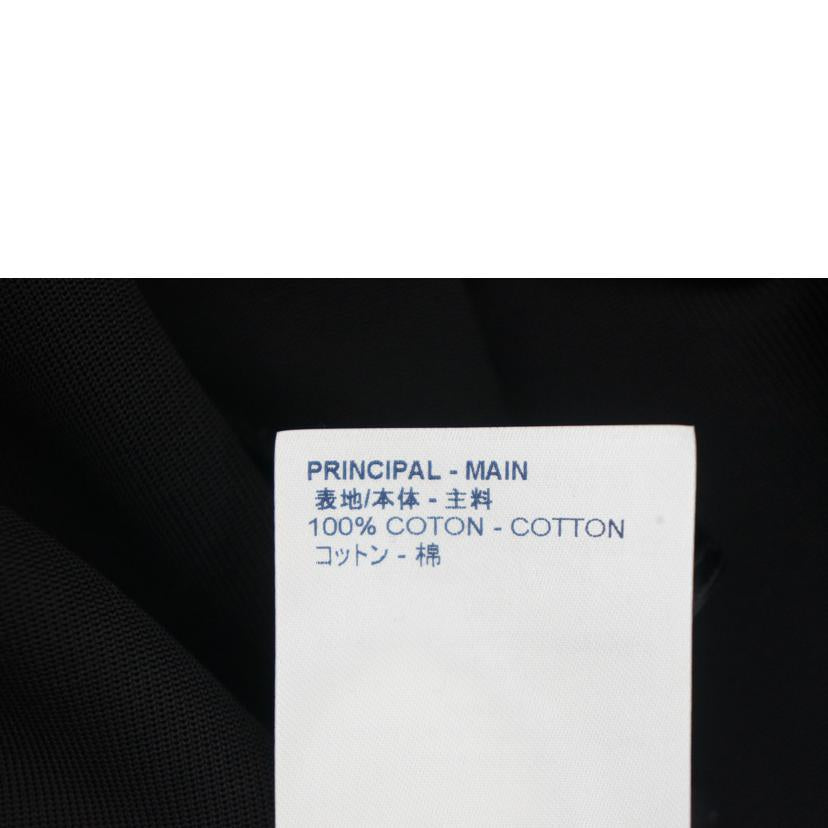 PRINCIPAL - MAIN
表地/本体 - 主料
100% COTON - COTTON
コットン - 棉